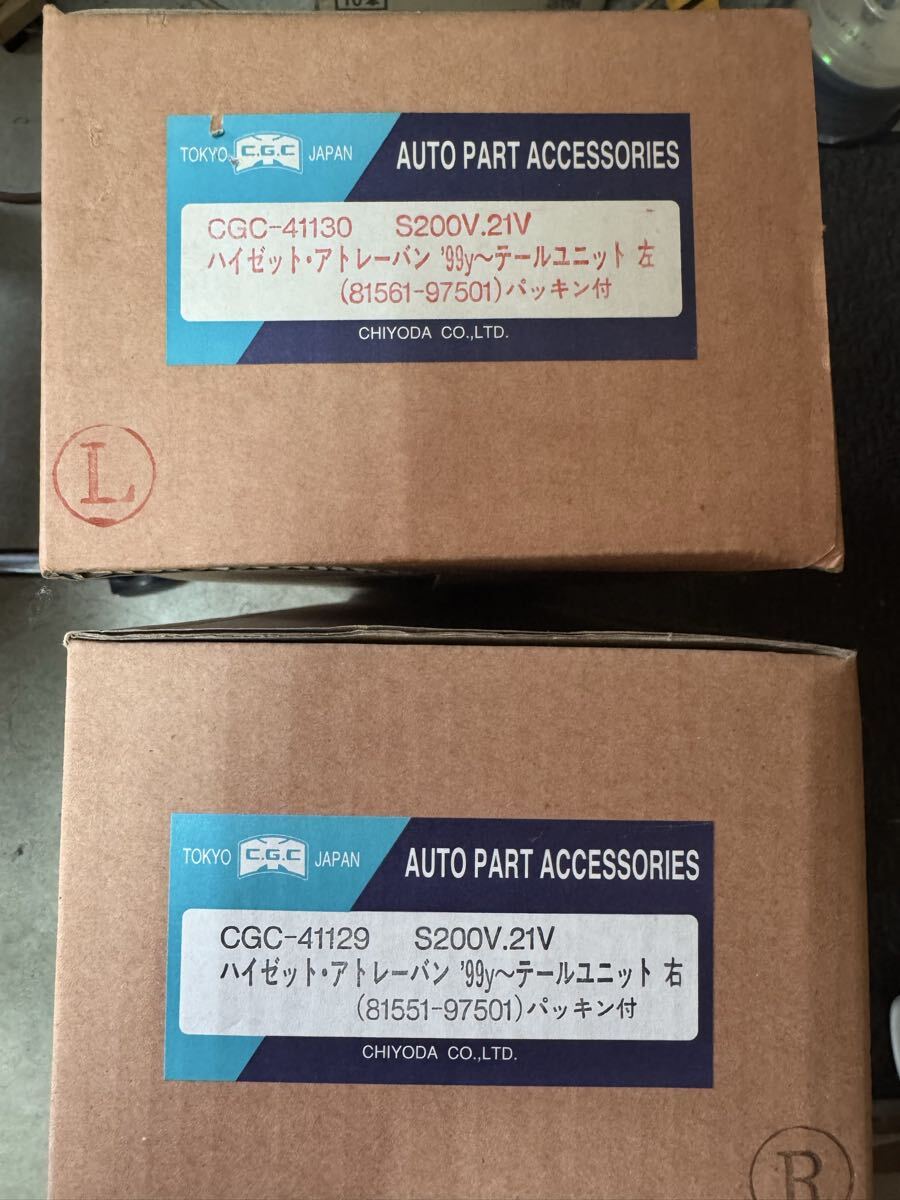 TOKYO C.G.C JAPAN AUTO PART ACCESSORIES
CGC-41130 S200V.21V
ハイゼット・アトレーバン '99y～テールユニット 左
(81561-97501)パッキン付
CHIYODA CO.,LTD.
L
TOKYO C.G.C JAPAN AUTO PART ACCESSORIES
CGC-41129 S200V.21V
ハイゼット・アトレーバン '99y～テールユニット 右
(81551-97501)パッキン付
CHIYODA CO.,LTD.
R